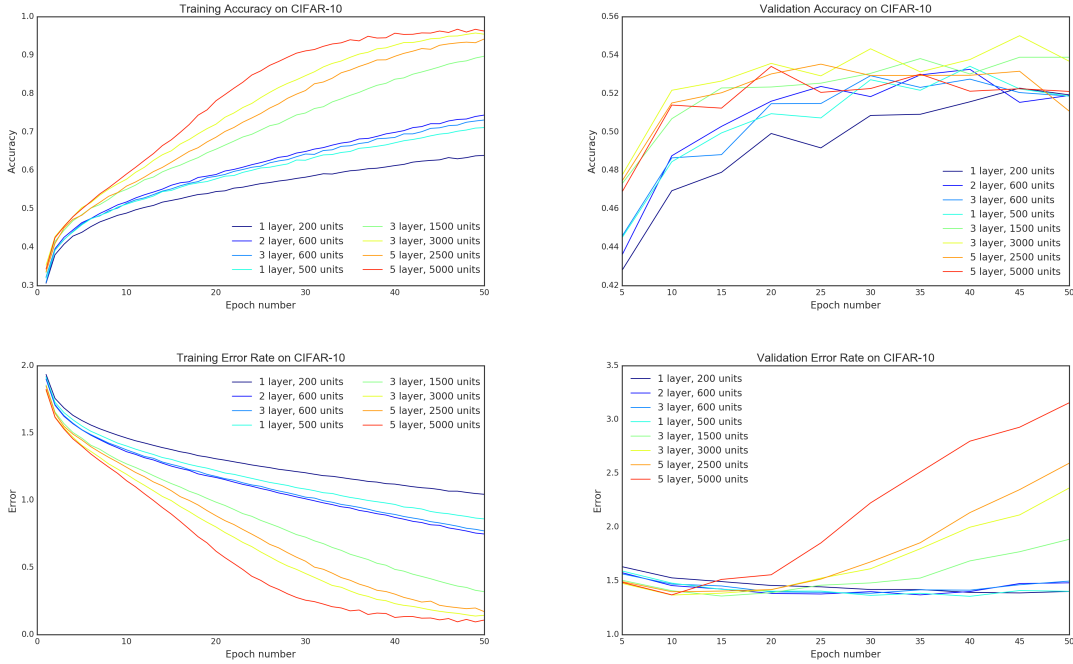 Training Accuracy on CIFAR-10
1.0
0.9
0.8
0.7
0.6
0.5
0.4
0.3
Accuracy
1 layer, 200 units
2 layer, 600 units
3 layer, 600 units
1 layer, 500 units
3 layer, 1500 units
3 layer, 3000 units
5 layer, 2500 units
5 layer, 5000 units
0 10 20 30 40 50
Epoch number
Validation Accuracy on CIFAR-10
0.56
0.54
0.52
0.50
0.48
0.46
0.44
0.42
Accuracy
1 layer, 200 units
2 layer, 600 units
3 layer, 600 units
1 layer, 500 units
3 layer, 1500 units
3 layer, 3000 units
5 layer, 2500 units
5 layer, 5000 units
5 10 15 20 25 30 35 40 45 50
Epoch number
Training Error Rate on CIFAR-10
2.0
1.5
1.0
0.5
0.0
Error
1 layer, 200 units
2 layer, 600 units
3 layer, 600 units
1 layer, 500 units
3 layer, 1500 units
3 layer, 3000 units
5 layer, 2500 units
5 layer, 5000 units
0 10 20 30 40 50
Epoch number
Validation Error Rate on CIFAR-10
3.5
3.0
2.5
2.0
1.5
1.0
Error
1 layer, 200 units
2 layer, 600 units
3 layer, 600 units
1 layer, 500 units
3 layer, 1500 units
3 layer, 3000 units
5 layer, 2500 units
5 layer, 5000 units
5 10 15 20 25 30 35 40 45 50
Epoch number